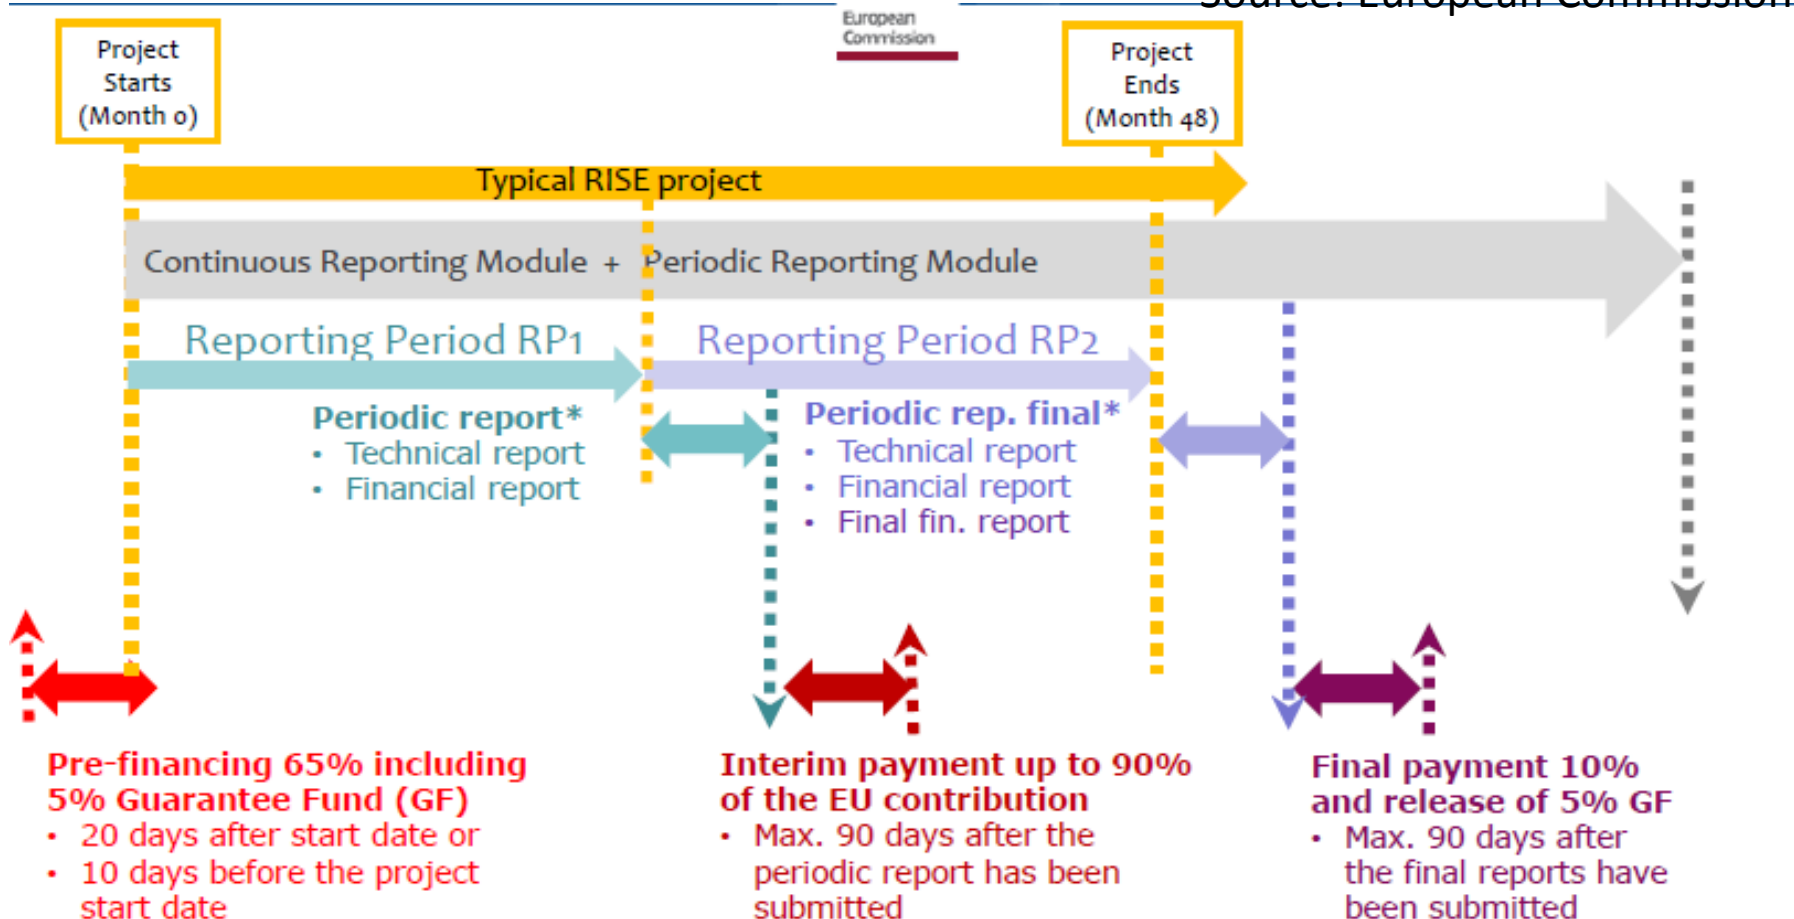 Source: European Commission
European
Commission
Project
Starts
(Month 0)
Project
Ends
(Month 48)
Typical RISE project
Continuous Reporting Module + Periodic Reporting Module
Reporting Period RP1
Reporting Period RP2
Periodic report*
• Technical report
• Financial report
Periodic rep. final*
• Technical report
• Financial report
• Final fin. report
Pre-financing 65% including
5% Guarantee Fund (GF)
• 20 days after start date or
• 10 days before the project
start date
Interim payment up to 90%
of the EU contribution
• Max. 90 days after the
periodic report has been
submitted
Final payment 10%
and release of 5% GF
• Max. 90 days after
the final reports have
been submitted